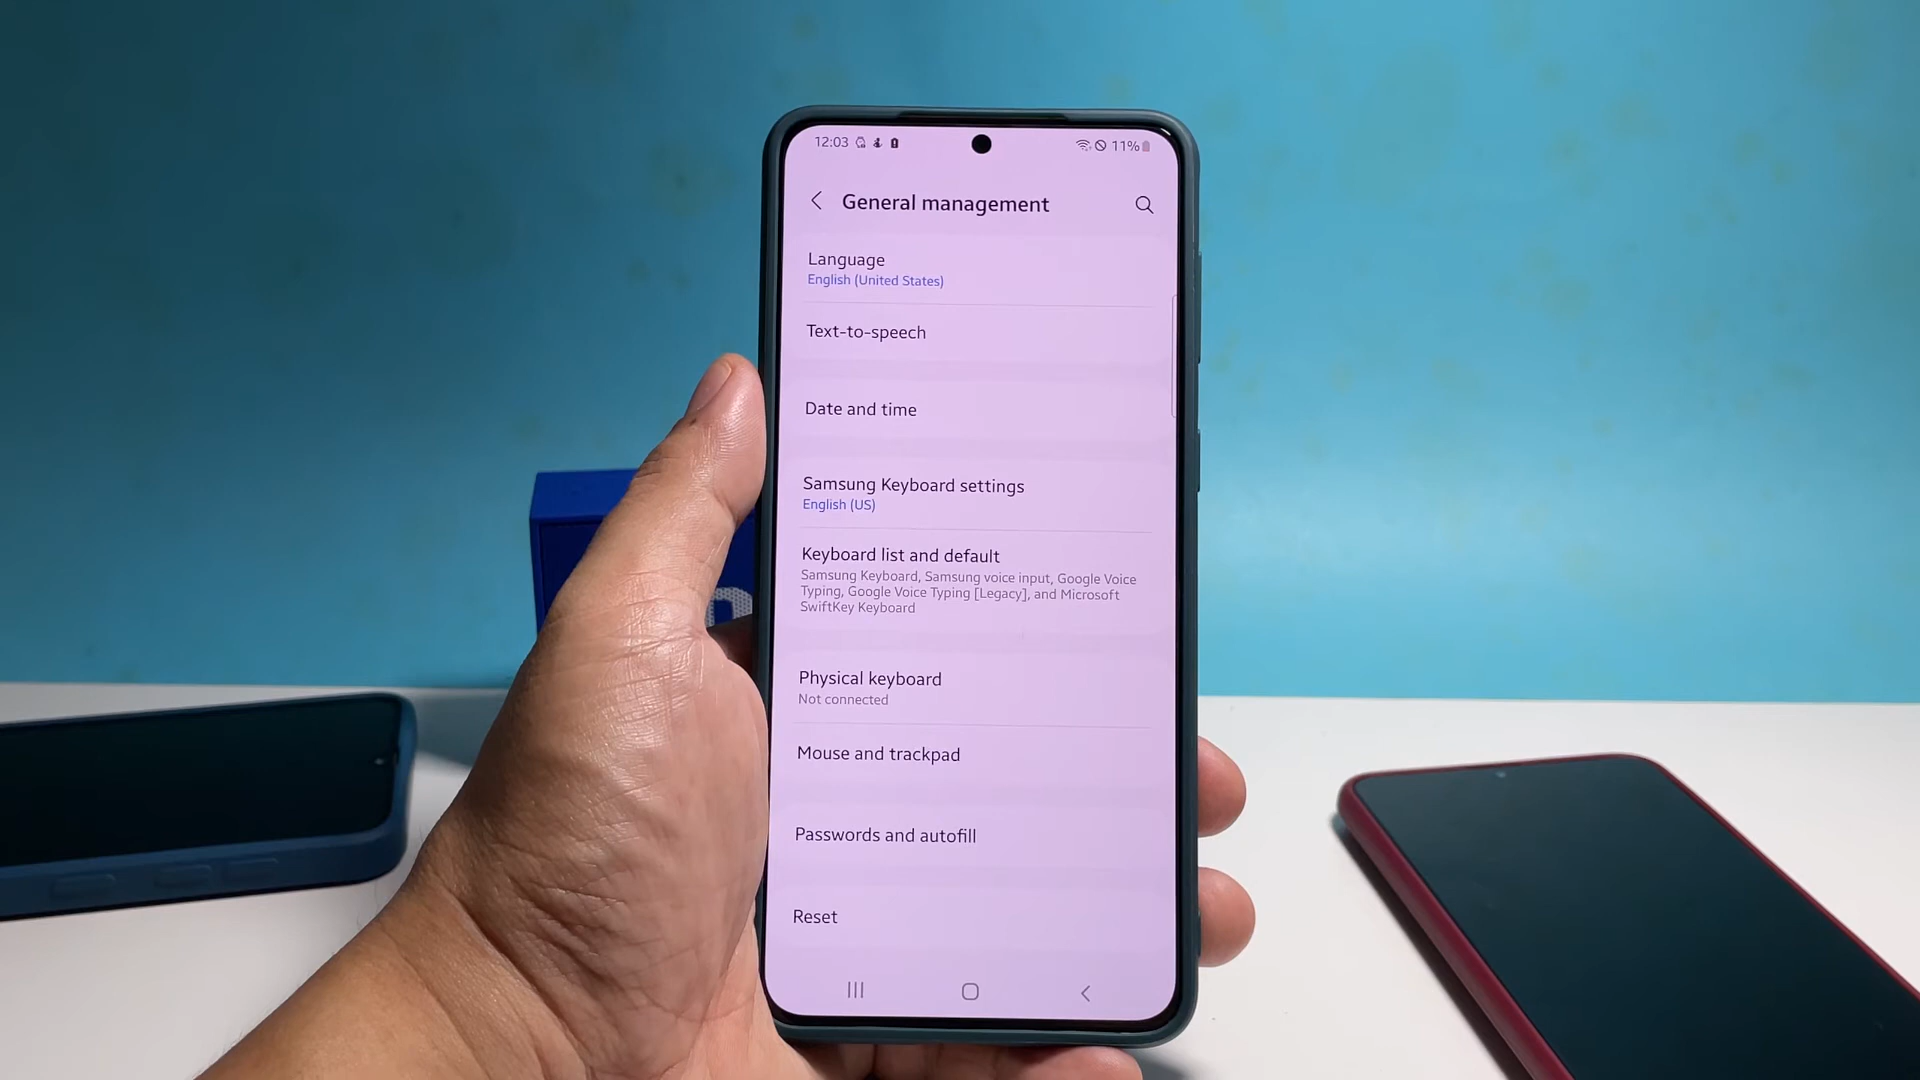 12:03
11%
General management
Language
English (United States)
Text-to-speech
Date and time
Samsung Keyboard settings
English (US)
Keyboard list and default
Samsung Keyboard, Samsung voice input, Google Voice
Typing, Google Voice Typing [Legacy], and Microsoft
SwiftKey Keyboard
Physical keyboard
Not connected
Mouse and trackpad
Passwords and autofill
Reset